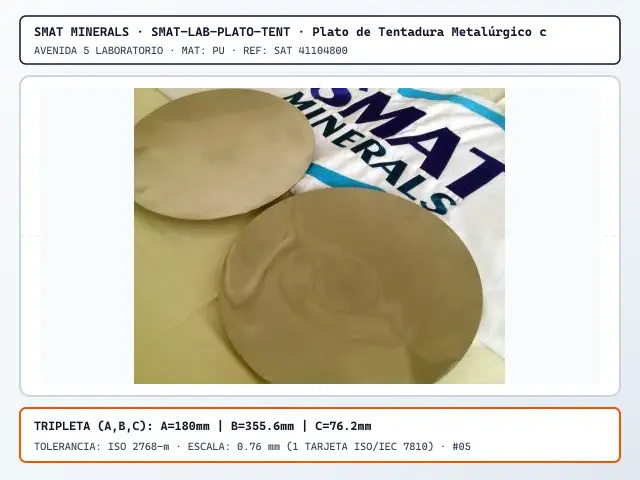 SMAT MINERALS · SMAT-LAB-PLATO-TENT · Plato de Tentadura Metalúrgico c
AVENIDA 5 LABORATORIO · MAT: PU · REF: SAT 41104800
SMAT
MINERALS
TRIPLETA (A,B,C): A=180mm | B=355.6mm | C=76.2mm
TOLERANCIA: ISO 2768-m · ESCALA: 0.76 mm (1 TARJETA ISO/IEC 7810) · #05